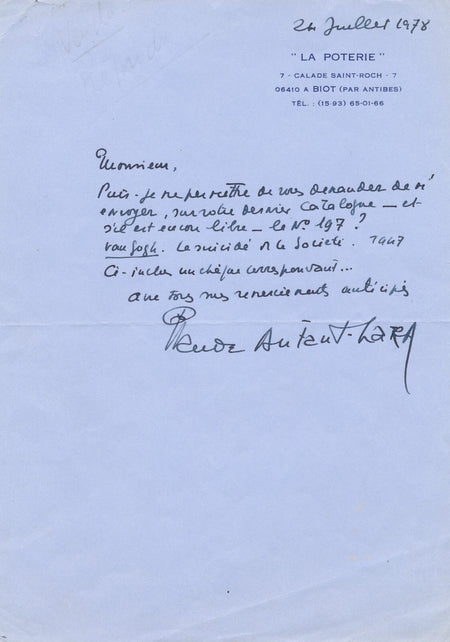 24 Juillet 1978
" LA POTERIE "
7 - CALADE SAINT-ROCH - 7
06410 A BIOT (PAR ANTIBES)
TÉL. : (15-93) 65-01-66
Monsieur,
Puis-je me permettre de vous demander de m'
envoyer, sur votre dernier Catalogue — et
s'il est encore libre — le No 197 ?
Van Gogh. Le suicidé de la Société. 1947
Ci-inclus un chèque correspondant...
avec tous mes remerciements anticipés
Claude Autant-Lara